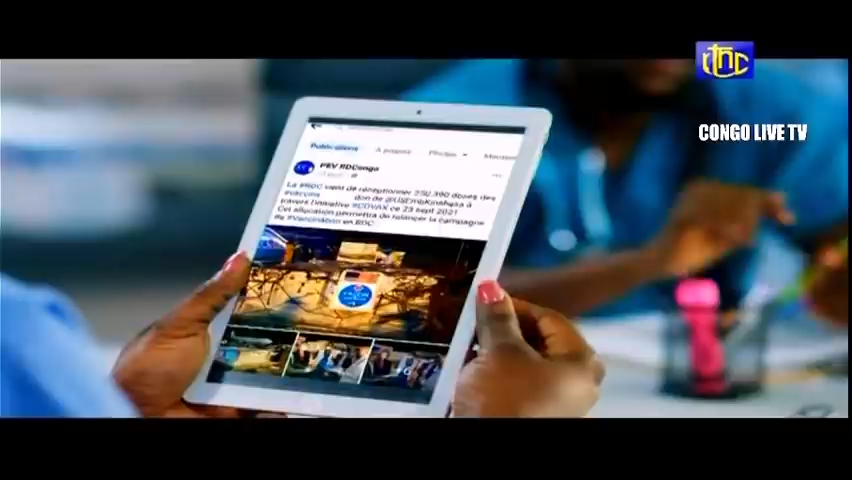 rtnc
CONGO LIVE TV
Publications À propos Photos
PEV RDCongo
La #RDC vient de réceptionner 250.390 doses des
#vaccins don de @USEmbKinshasa à
travers l'initiative #COVAX ce 23 sept 2021
Cet allocation permettra de relancer la campagne
de #Vaccination en RDC